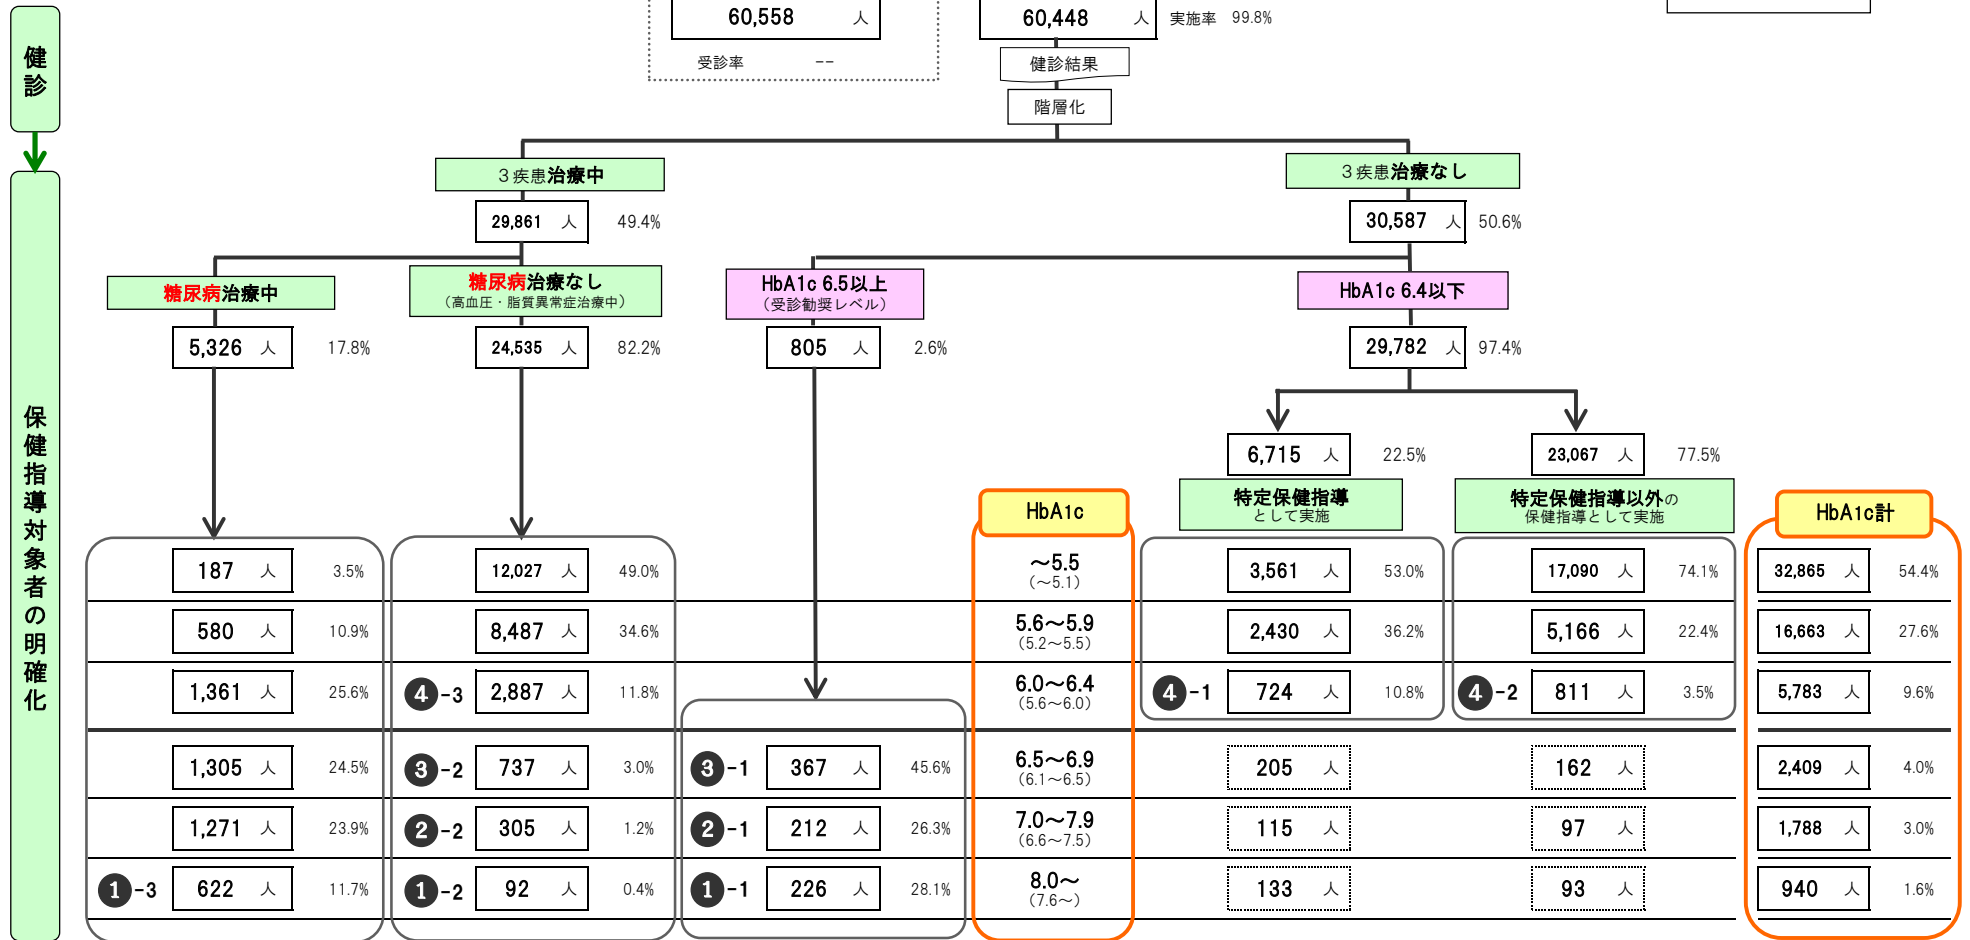 60,558 人
60,448 人 実施率 99.8%
受診率 --
健診
健診結果
階層化
3疾患治療中
3疾患治療なし
29,861 人 49.4%
30,587 人 50.6%
糖尿病治療中
糖尿病治療なし
(高血圧・脂質異常症治療中)
HbA1c 6.5以上
(受診勧奨レベル)
HbA1c 6.4以下
5,326 人 17.8%
24,535 人 82.2%
805 人 2.6%
29,782 人 97.4%
保健指導対象者の明確化
6,715 人 22.5%
23,067 人 77.5%
HbA1c
特定保健指導
として実施
特定保健指導以外の
保健指導として実施
HbA1c計
187 人 3.5% 12,027 人 49.0% ～5.5 3,561 人 53.0% 17,090 人 74.1% 32,865 人 54.4%
(～5.1)
580 人 10.9% 8,487 人 34.6% 5.6～5.9 2,430 人 36.2% 5,166 人 22.4% 16,663 人 27.6%
(5.2～5.5)
1,361 人 25.6% ❹-3 2,887 人 11.8% 6.0～6.4 ❹-1 724 人 10.8% ❹-2 811 人 3.5% 5,783 人 9.6%
(5.6～6.0)
1,305 人 24.5% ❸-2 737 人 3.0% ❸-1 367 人 45.6% 6.5～6.9 205 人 162 人 2,409 人 4.0%
(6.1～6.5)
1,271 人 23.9% ❷-2 305 人 1.2% ❷-1 212 人 26.3% 7.0～7.9 115 人 97 人 1,788 人 3.0%
(6.6～7.5)
❶-3 622 人 11.7% ❶-2 92 人 0.4% ❶-1 226 人 28.1% 8.0～ 133 人 93 人 940 人 1.6%
(7.6～)